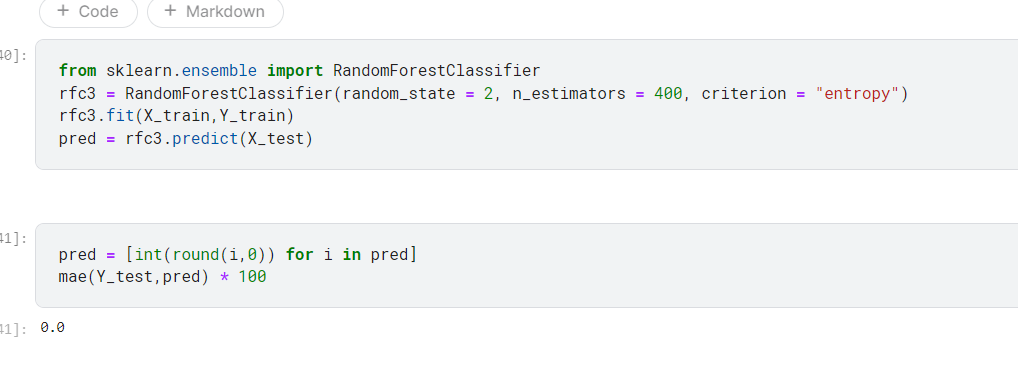 + Code + Markdown
40]:
from sklearn.ensemble import RandomForestClassifier
rfc3 = RandomForestClassifier(random_state = 2, n_estimators = 400, criterion = "entropy")
rfc3.fit(X_train,Y_train)
pred = rfc3.predict(X_test)
41]:
pred = [int(round(i,0)) for i in pred]
mae(Y_test,pred) * 100
41]: 0.0